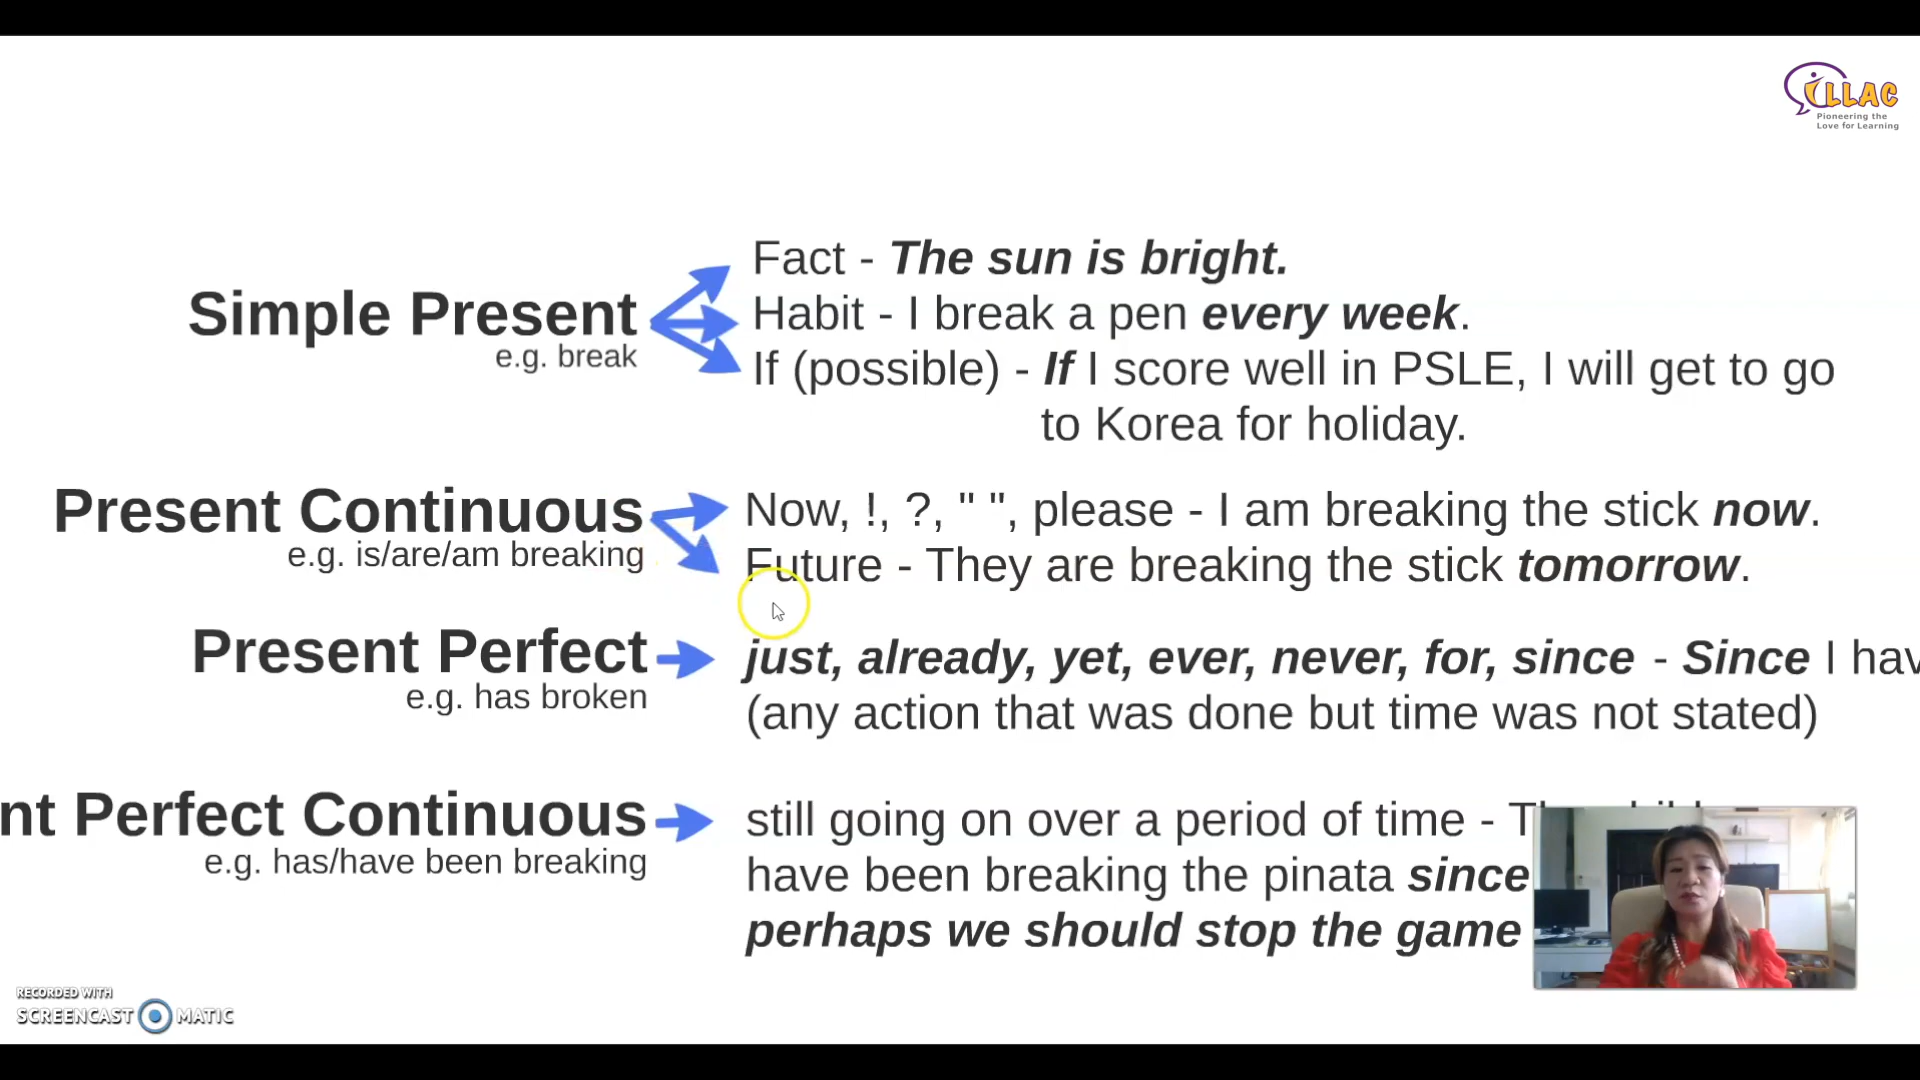 iLLAC
Pioneering the
Love for Learning
Fact - The sun is bright.
Simple Present
Habit - I break a pen every week.
e.g. break
If (possible) - If I score well in PSLE, I will get to go
to Korea for holiday.
Present Continuous
Now, !, ?, " ", please - I am breaking the stick now.
e.g. is/are/am breaking
Future - They are breaking the stick tomorrow.
Present Perfect
just, already, yet, ever, never, for, since - Since I hav
e.g. has broken
(any action that was done but time was not stated)
nt Perfect Continuous
still going on over a period of time -
e.g. has/have been breaking
have been breaking the pinata since
perhaps we should stop the game
RECORDED WITH
SCREENCAST MATIC